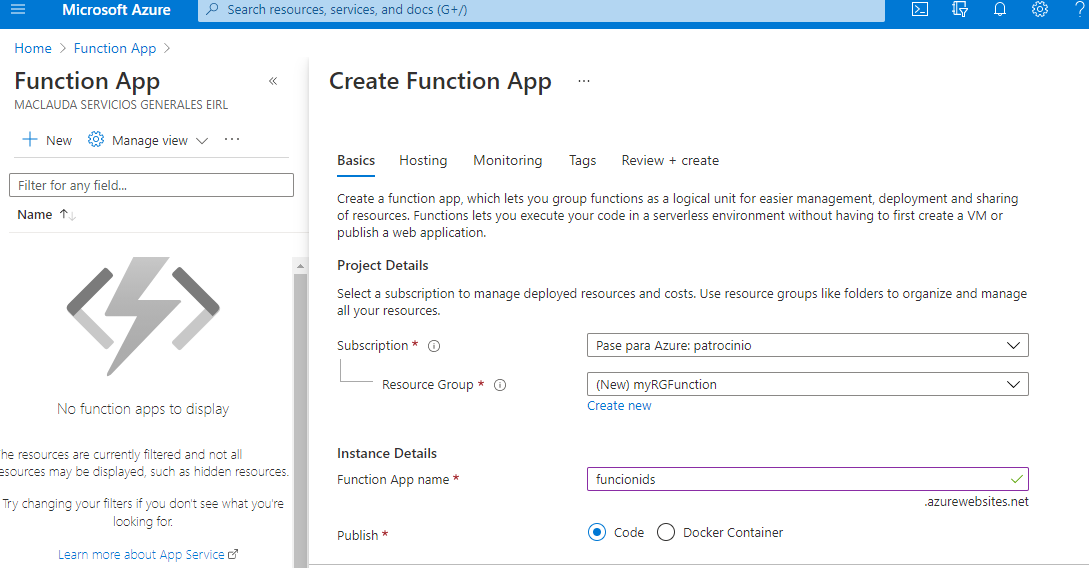 Microsoft Azure
Search resources, services, and docs (G+/)
Home > Function App >
Function App
MACLAUDA SERVICIOS GENERALES EIRL
New Manage view
Filter for any field...
Name
No function apps to display
he resources are currently filtered and not all
esources may be displayed, such as hidden resources.
Try changing your filters if you don't see what you're
looking for.
Learn more about App Service
Create Function App
Basics Hosting Monitoring Tags Review + create
Create a function app, which lets you group functions as a logical unit for easier management, deployment and sharing
of resources. Functions lets you execute your code in a serverless environment without having to first create a VM or
publish a web application.
Project Details
Select a subscription to manage deployed resources and costs. Use resource groups like folders to organize and manage
all your resources.
Subscription * Pase para Azure: patrocinio
Resource Group * (New) myRGFunction
Create new
Instance Details
Function App name * funcionids
.azurewebsites.net
Publish * Code Docker Container